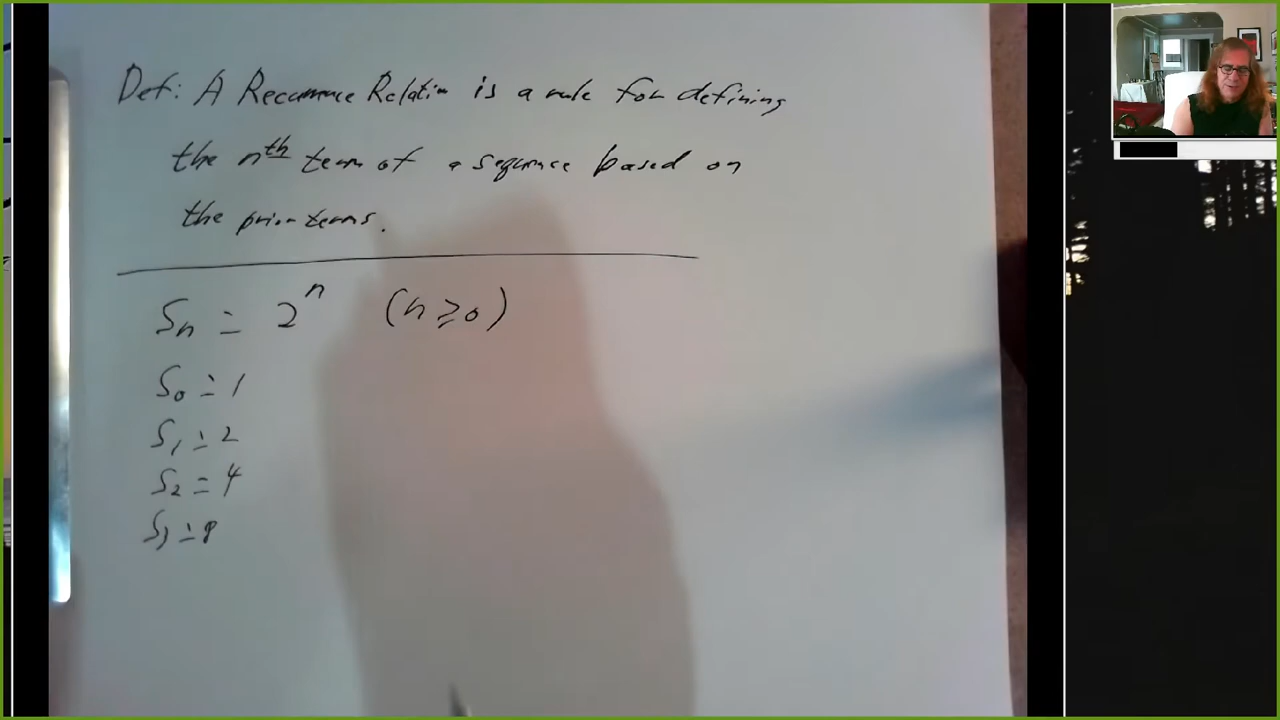 Def: A Recurrence Relation is a rule for defining
the nth term of a sequence based on
the prior terms.
Sn = 2^n (n ≥ 0)
S0 = 1
S1 = 2
S2 = 4
S3 = 8